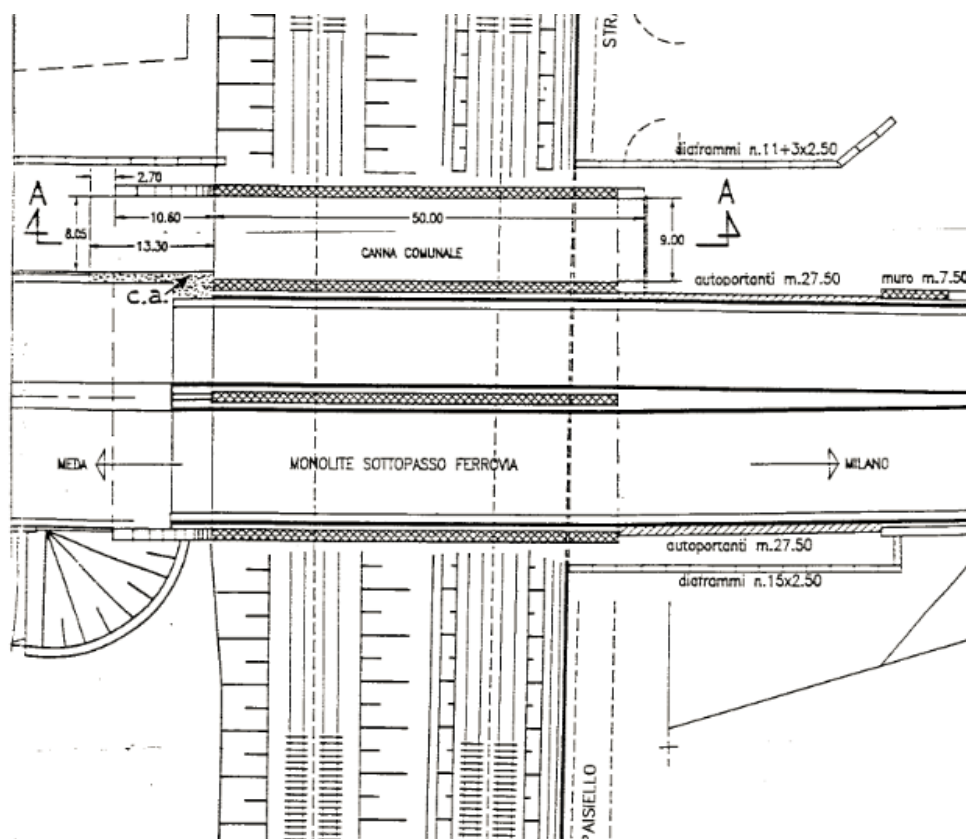 STRA
diaframmi n.11+3x2.50
2.70
A
A
10.60
50.00
8.05
9.00
13.30
CANNA COMUNALE
autoportanti m.27.50
muro m.7.50
c.a.
MEDA
MONOLITE SOTTOPASSO FERROVIA
MILANO
autoportanti m.27.50
diaframmi n.15x2.50
PAISIELLO